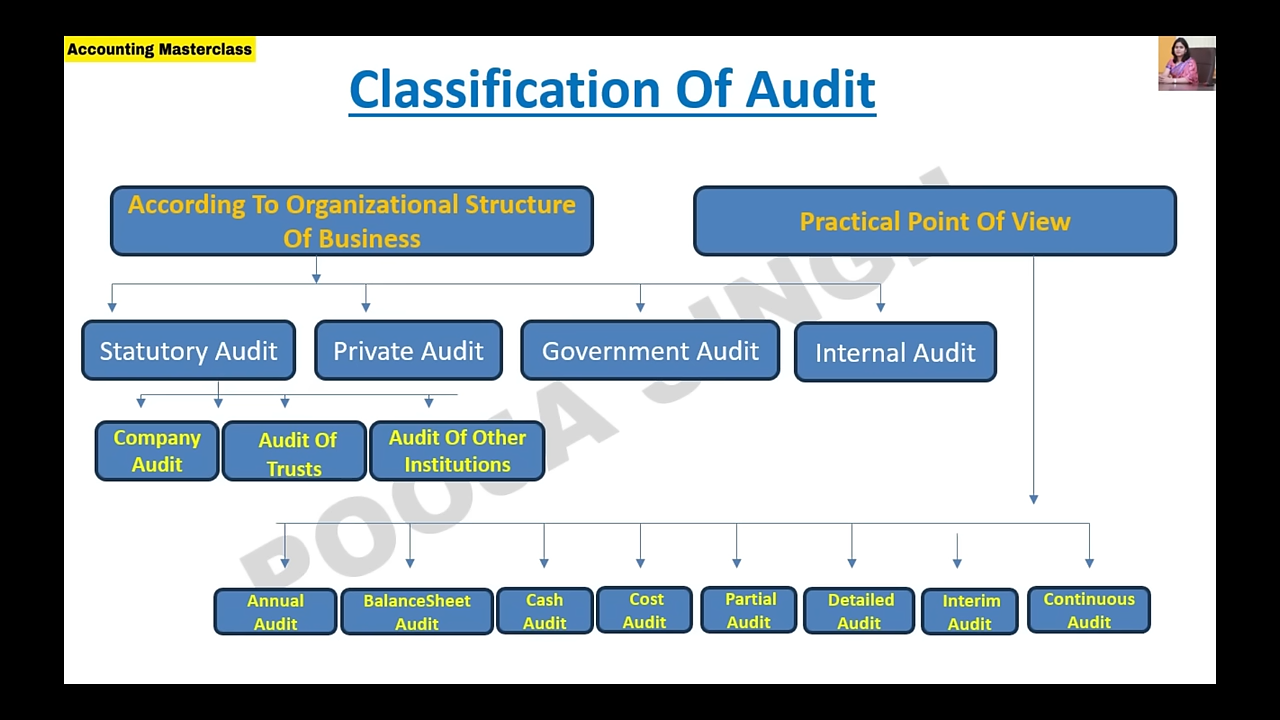 Accounting Masterclass
Classification Of Audit
According To Organizational Structure
Of Business
Practical Point Of View
Statutory Audit
Private Audit
Government Audit
Internal Audit
Company
Audit
Audit Of
Trusts
Audit Of Other
Institutions
Annual
Audit
BalanceSheet
Audit
Cash
Audit
Cost
Audit
Partial
Audit
Detailed
Audit
Interim
Audit
Continuous
Audit
POOJA SINGH